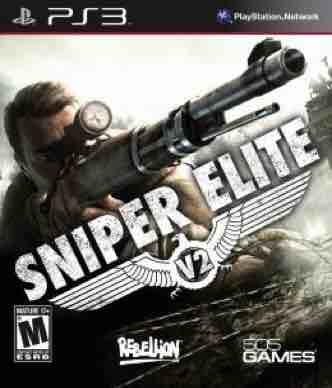 PS3
PlayStation Network
SNIPER ELITE
V2
MATURE 17+
M
ESRB
REBELLION
505
GAMES